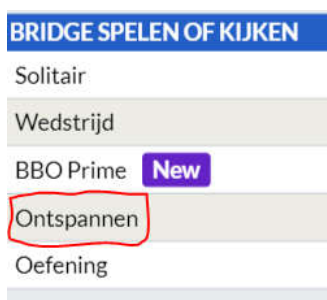 BRIDGE SPELEN OF KIJKEN
Solitair
Wedstrijd
BBO Prime New
Ontspannen
Oefening